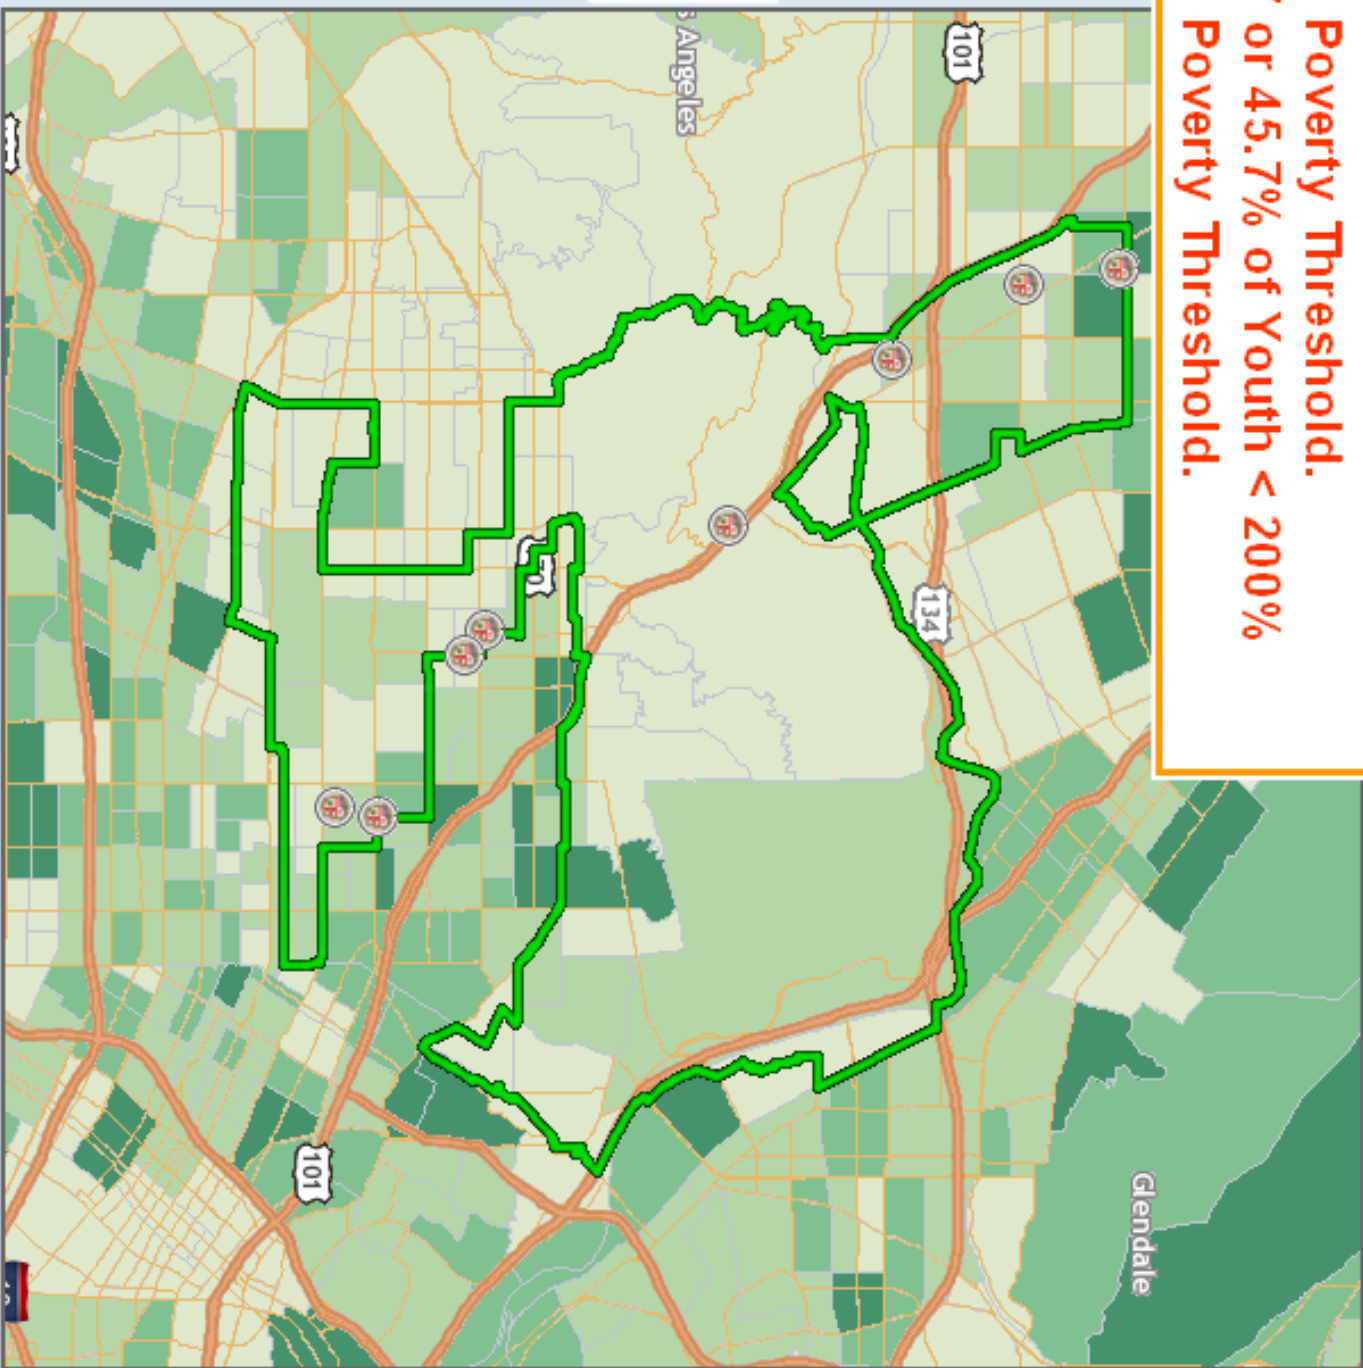 Poverty Threshold.
or 45.7% of Youth < 200%
Poverty Threshold.
101
Angeles
134
101
Glendale